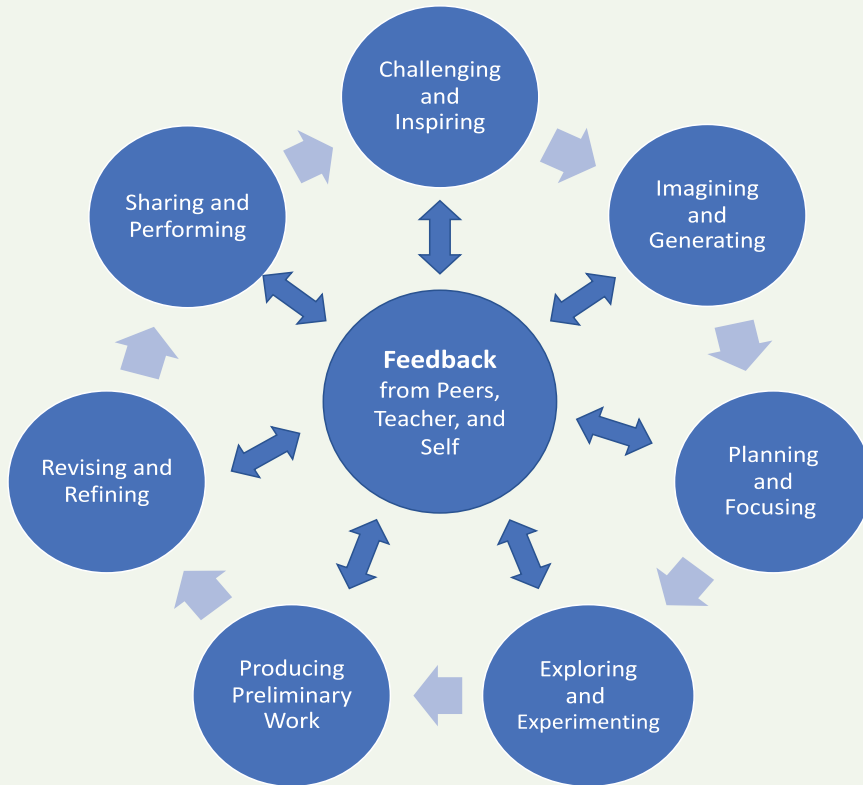 Challenging
and
Inspiring
Imagining
and
Generating
Planning
and
Focusing
Exploring
and
Experimenting
Producing
Preliminary
Work
Revising and
Refining
Sharing and
Performing
Feedback
from Peers,
Teacher, and
Self